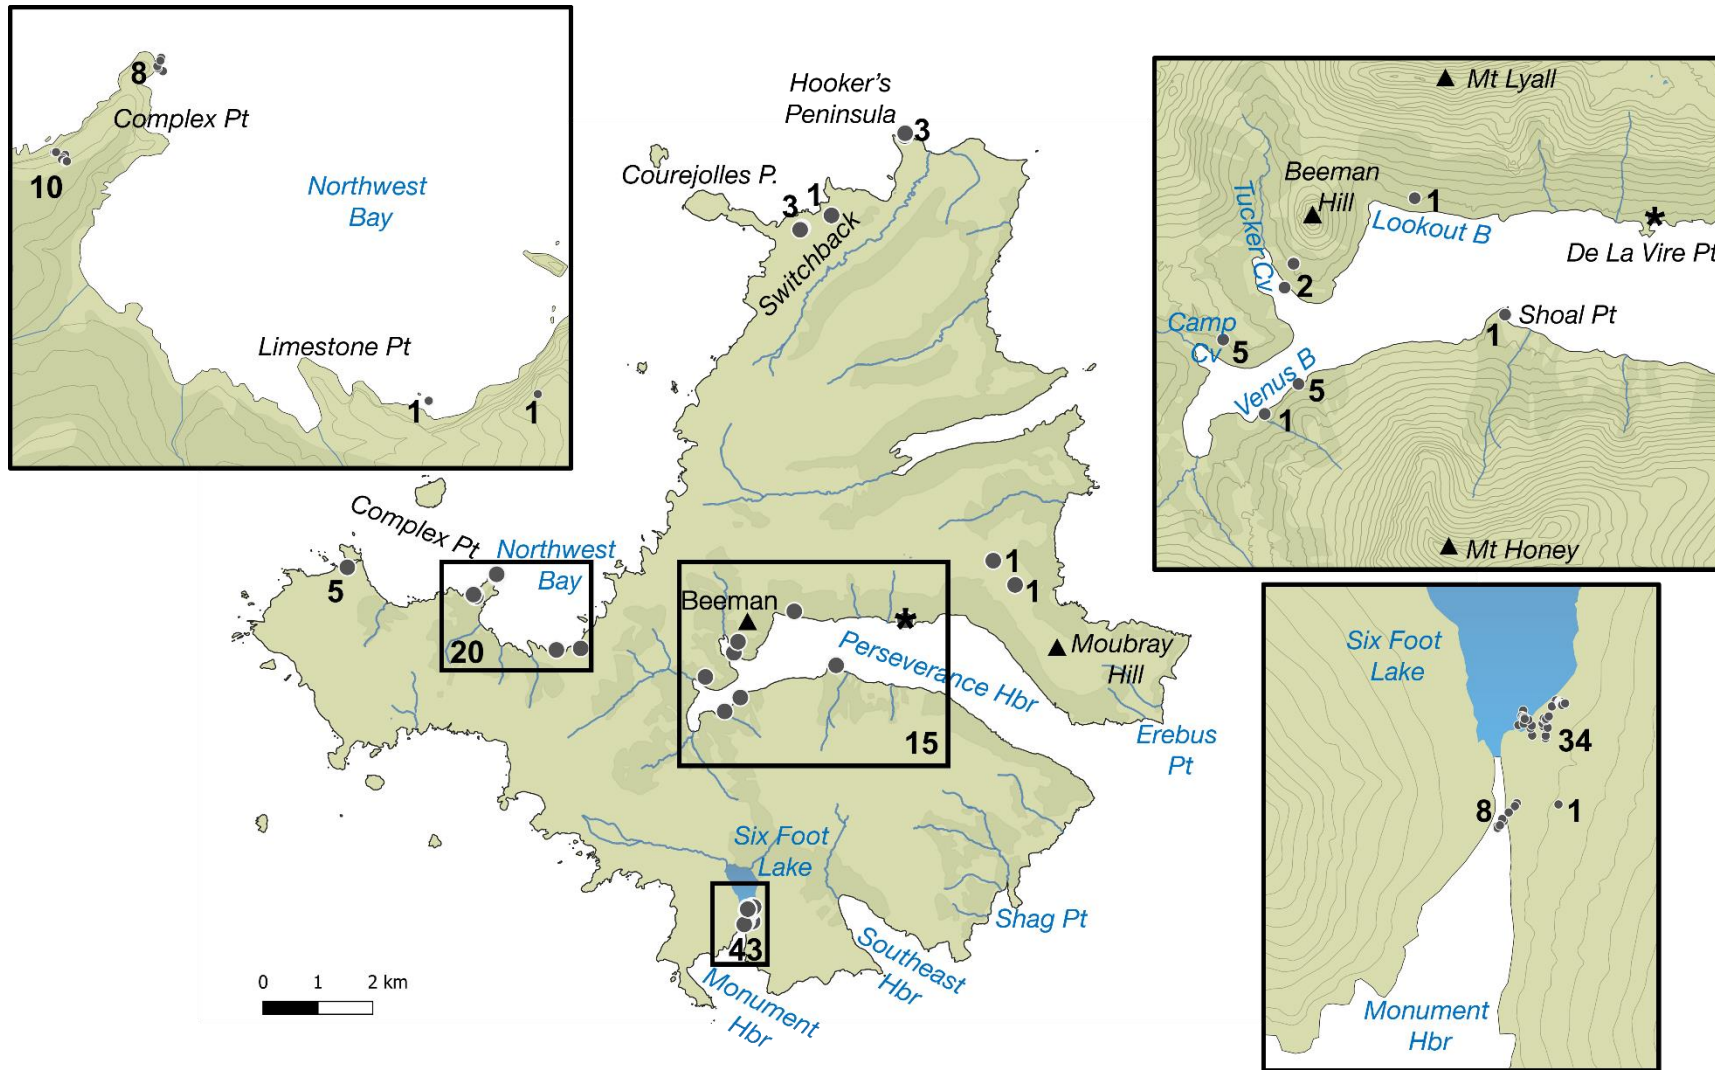 8
Complex Pt
10
Northwest
Bay
Limestone Pt
1
1
Hooker's
Peninsula
3
Courejolles P.
3
1
Switchback
Mt Lyall
Beeman
Hill
Tucker Cv
1
Lookout B
De La Vire Pt
*
2
Camp
Cv
5
Shoal Pt
1
Venus B
5
1
Mt Honey
Complex Pt
Northwest
Bay
5
20
Beeman
*
Perseverance Hbr
15
1
1
Moubray
Hill
Erebus
Pt
Six Foot
Lake
43
Monument
Hbr
Southeast
Hbr
Shag Pt
0 1 2 km
Six Foot
Lake
34
8
1
Monument
Hbr